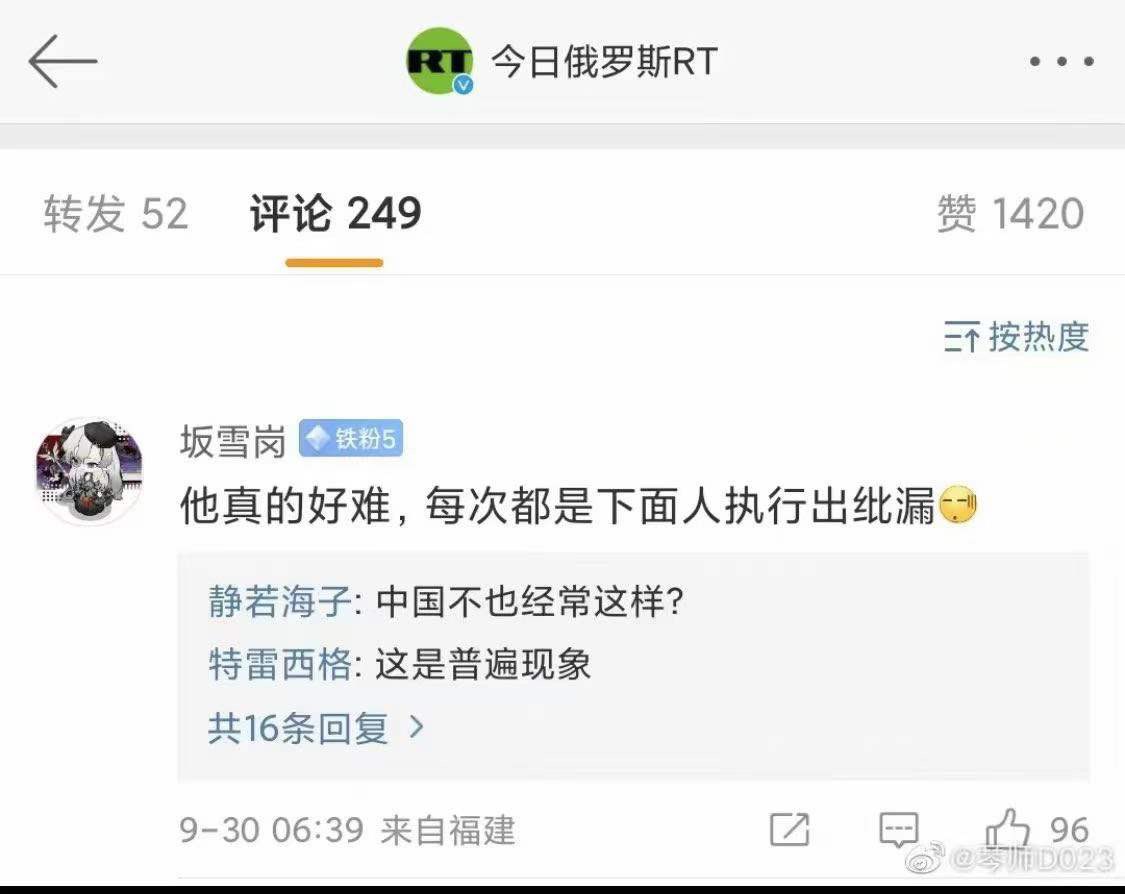 RT 今日俄罗斯RT
转发 52 评论 249 赞 1420
按热度
坂雪岗 铁粉5
他真的好难，每次都是下面人执行出纰漏
静若海子: 中国不也经常这样?
特雷西格: 这是普遍现象
共16条回复
9-30 06:39 来自福建 96
@琴师D023